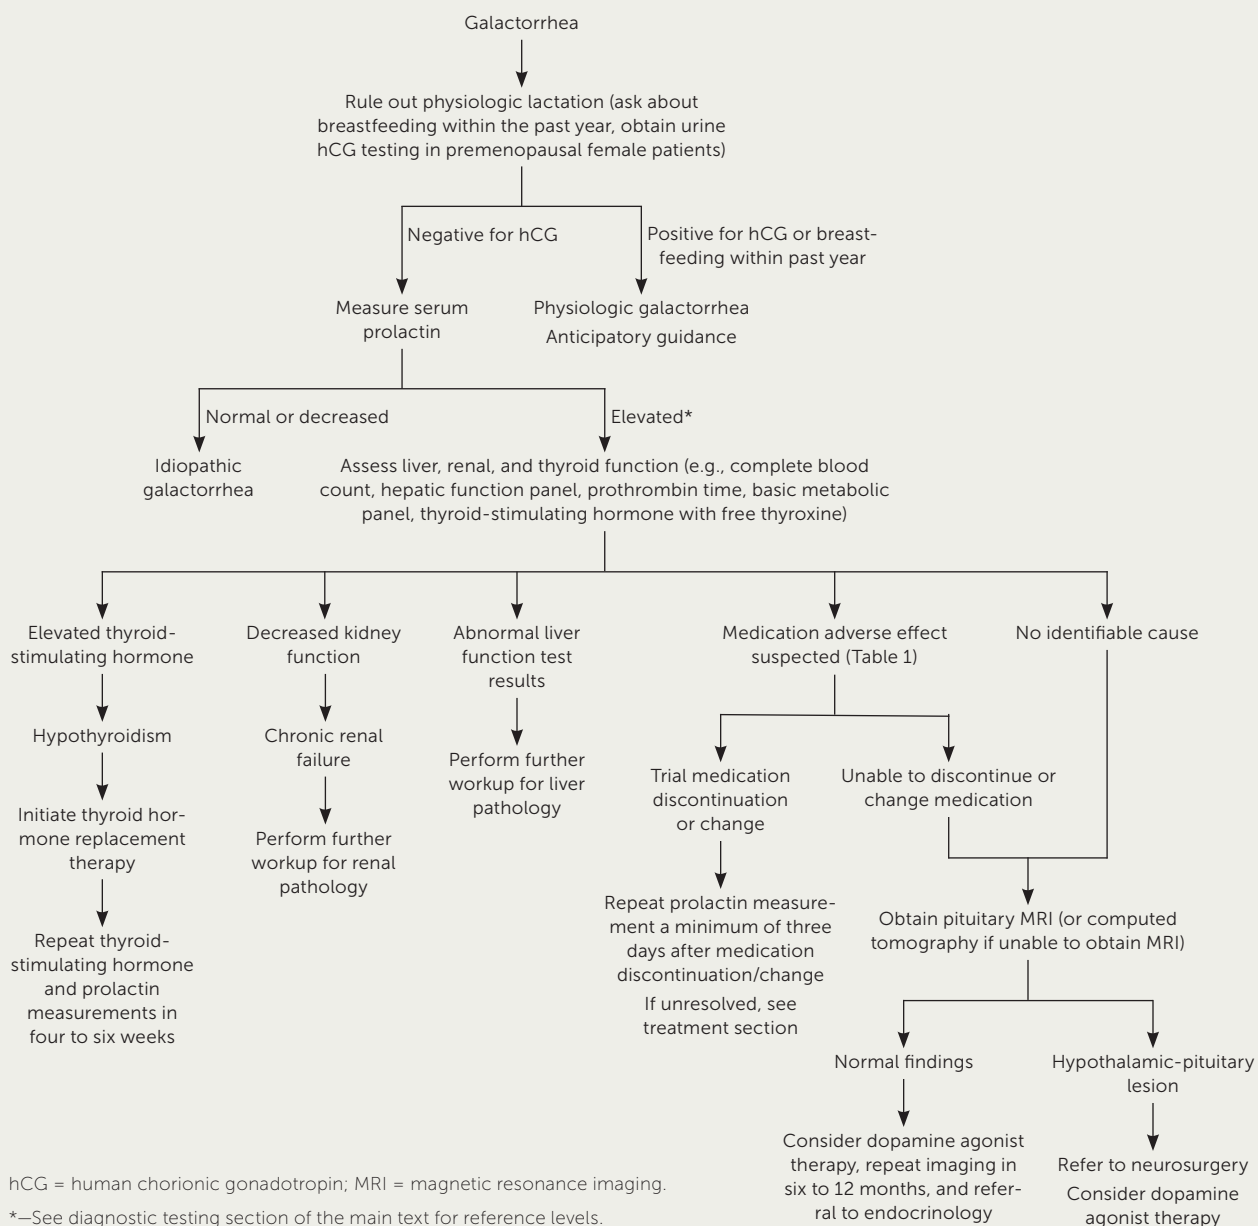 Galactorrhea
Rule out physiologic lactation (ask about
breastfeeding within the past year, obtain urine
hCG testing in premenopausal female patients)
Negative for hCG
Positive for hCG or breast-
feeding within past year
Measure serum
prolactin
Physiologic galactorrhea
Anticipatory guidance
Normal or decreased
Elevated*
Idiopathic
galactorrhea
Assess liver, renal, and thyroid function (e.g., complete blood
count, hepatic function panel, prothrombin time, basic metabolic
panel, thyroid-stimulating hormone with free thyroxine)
Elevated thyroid-
stimulating hormone
Decreased kidney
function
Abnormal liver
function test
results
Medication adverse effect
suspected (Table 1)
No identifiable cause
Hypothyroidism
Chronic renal
failure
Perform further
workup for liver
pathology
Trial medication
discontinuation
or change
Unable to discontinue or
change medication
Initiate thyroid hor-
mone replacement
therapy
Perform further
workup for renal
pathology
Repeat prolactin measure-
ment a minimum of three
days after medication
discontinuation/change
If unresolved, see
treatment section
Obtain pituitary MRI (or computed
tomography if unable to obtain MRI)
Repeat thyroid-
stimulating hormone
and prolactin
measurements in
four to six weeks
Normal findings
Hypothalamic-pituitary
lesion
Consider dopamine agonist
therapy, repeat imaging in
six to 12 months, and refer-
ral to endocrinology
Refer to neurosurgery
Consider dopamine
agonist therapy
hCG = human chorionic gonadotropin; MRI = magnetic resonance imaging.
*—See diagnostic testing section of the main text for reference levels.